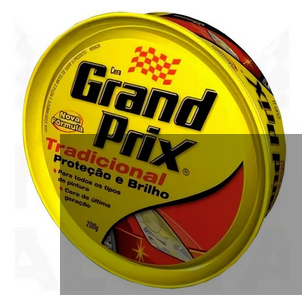 Cera
Grand
Prix
®
Nova
Fórmula
Tradicional
Proteção e Brilho
Para todos os tipos
de pintura
Cera de última
geração
200g